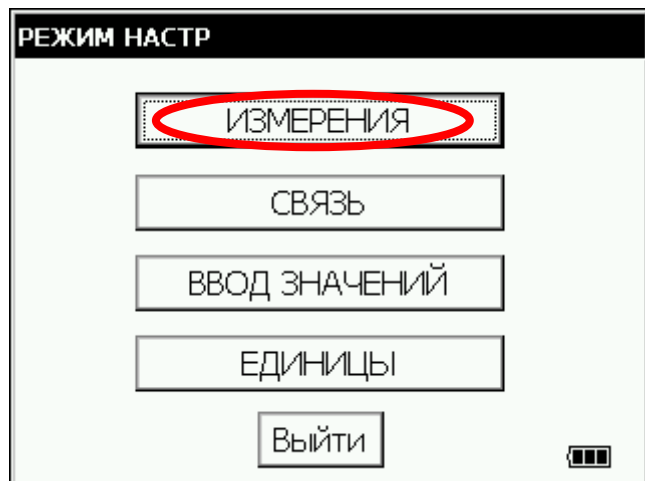 РЕЖИМ НАСТР
ИЗМЕРЕНИЯ
СВЯЗЬ
ВВОД ЗНАЧЕНИЙ
ЕДИНИЦЫ
Выйти